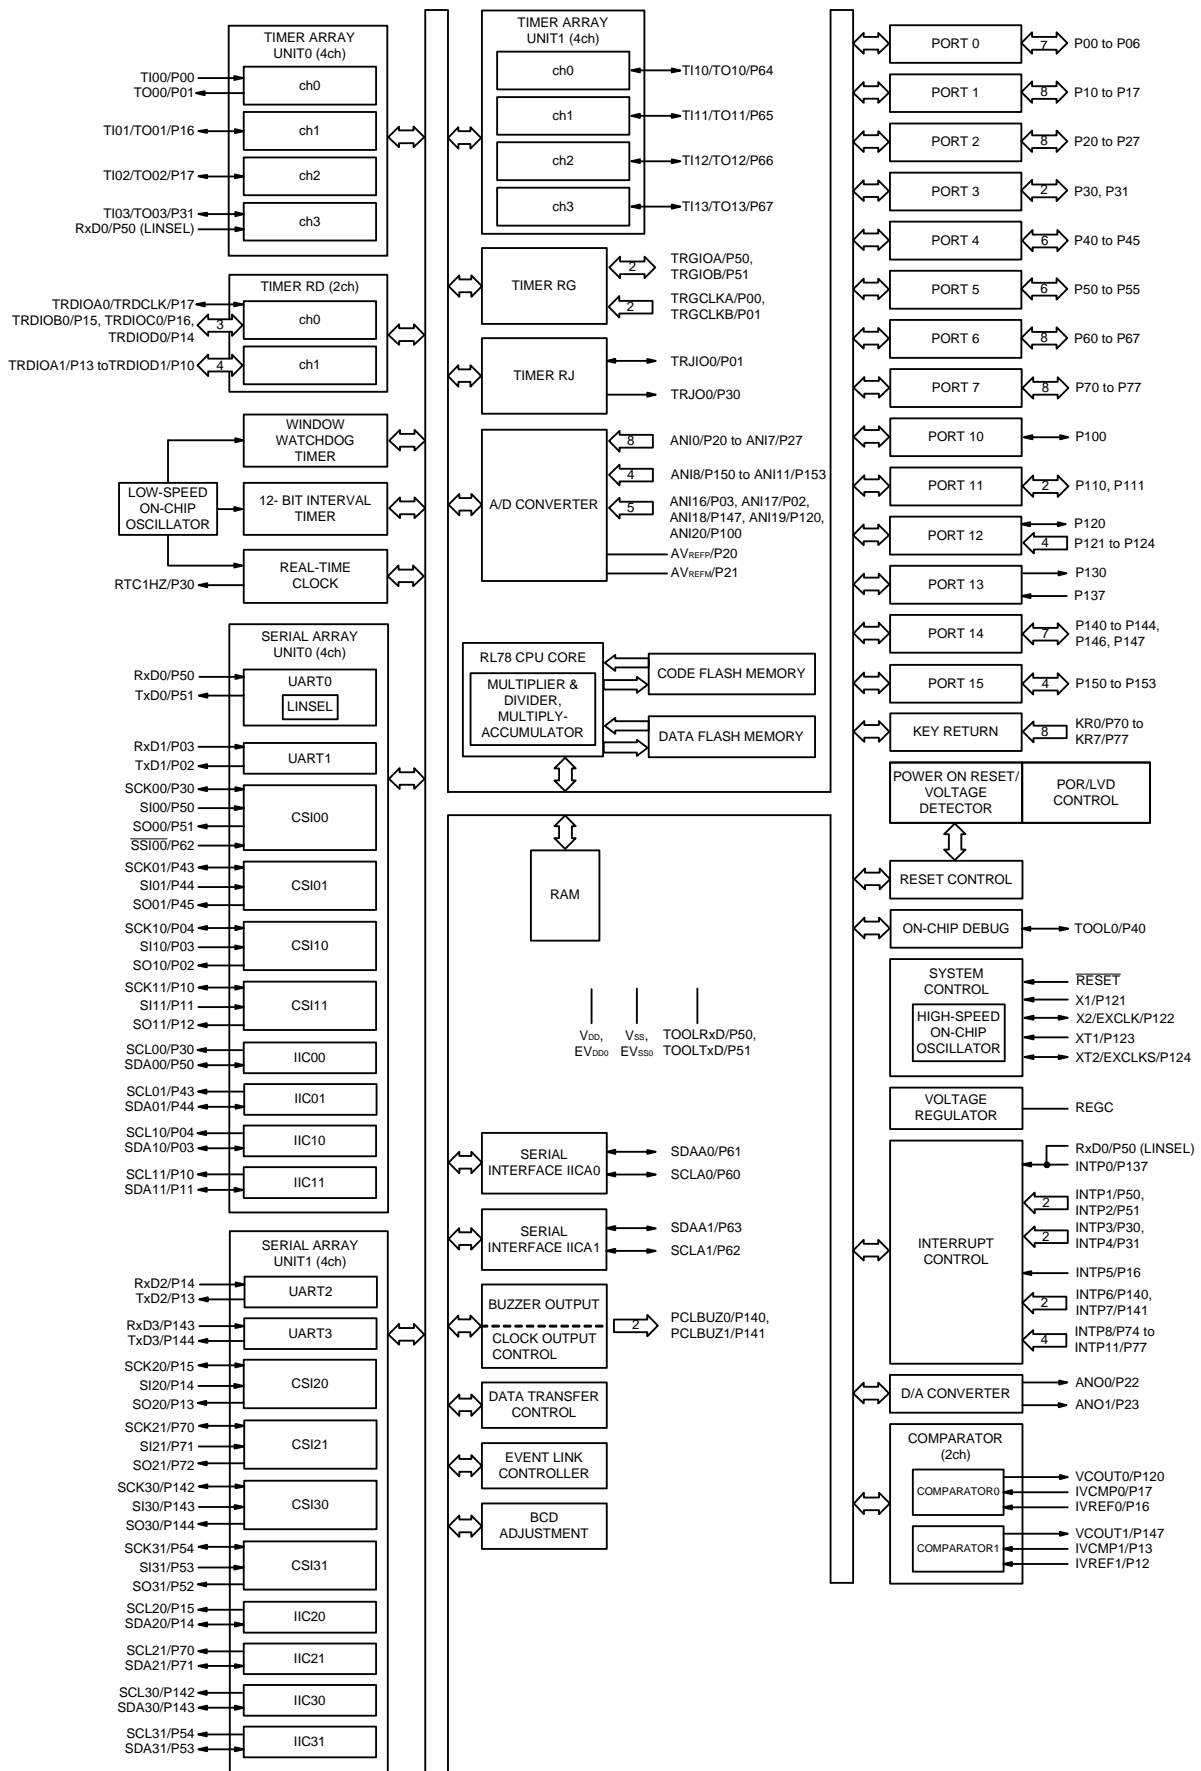 TIMER ARRAY
UNIT0 (4ch)
TI00/P00
TO00/P01
ch0
TI01/TO01/P16
ch1
TI02/TO02/P17
ch2
TI03/TO03/P31
RxD0/P50 (LINSEL)
ch3
TIMER RD (2ch)
TRDIOA0/TRDCLK/P17
TRDIOB0/P15, TRDIOC0/P16,
TRDIOD0/P14
3
ch0
TRDIOA1/P13 toTRDIOD1/P10
4
ch1
WINDOW
WATCHDOG
TIMER
LOW-SPEED
ON-CHIP
OSCILLATOR
12- BIT INTERVAL
TIMER
REAL-TIME
CLOCK
RTC1HZ/P30
SERIAL ARRAY
UNIT0 (4ch)
RxD0/P50
TxD0/P51
UART0
LINSEL
RxD1/P03
TxD1/P02
UART1
SCK00/P30
SI00/P50
SO00/P51
SSI00/P62
CSI00
SCK01/P43
SI01/P44
SO01/P45
CSI01
SCK10/P04
SI10/P03
SO10/P02
CSI10
SCK11/P10
SI11/P11
SO11/P12
CSI11
SCL00/P30
SDA00/P50
IIC00
SCL01/P43
SDA01/P44
IIC01
SCL10/P04
SDA10/P03
IIC10
SCL11/P10
SDA11/P11
IIC11
SERIAL ARRAY
UNIT1 (4ch)
RxD2/P14
TxD2/P13
UART2
RxD3/P143
TxD3/P144
UART3
SCK20/P15
SI20/P14
SO20/P13
CSI20
SCK21/P70
SI21/P71
SO21/P72
CSI21
SCK30/P142
SI30/P143
SO30/P144
CSI30
SCK31/P54
SI31/P53
SO31/P52
CSI31
SCL20/P15
SDA20/P14
IIC20
SCL21/P70
SDA21/P71
IIC21
SCL30/P142
SDA30/P143
IIC30
SCL31/P54
SDA31/P53
IIC31
TIMER ARRAY
UNIT1 (4ch)
ch0
TI10/TO10/P64
ch1
TI11/TO11/P65
ch2
TI12/TO12/P66
ch3
TI13/TO13/P67
TIMER RG
2
TRGIOA/P50,
TRGIOB/P51
2
TRGCLKA/P00,
TRGCLKB/P01
TIMER RJ
TRJIO0/P01
TRJO0/P30
A/D CONVERTER
8
ANI0/P20 to ANI7/P27
4
ANI8/P150 to ANI11/P153
5
ANI16/P03, ANI17/P02,
ANI18/P147, ANI19/P120,
ANI20/P100
AVREFP/P20
AVREFM/P21
RL78 CPU CORE
MULTIPLIER &
DIVIDER,
MULTIPLY-
ACCUMULATOR
CODE FLASH MEMORY
DATA FLASH MEMORY
RAM
VDD,
EVDD0
VSS,
EVSS0
TOOLRxD/P50,
TOOLTxD/P51
SERIAL
INTERFACE IICA0
SDAA0/P61
SCLA0/P60
SERIAL
INTERFACE IICA1
SDAA1/P63
SCLA1/P62
BUZZER OUTPUT
CLOCK OUTPUT
CONTROL
2
PCLBUZ0/P140,
PCLBUZ1/P141
DATA TRANSFER
CONTROL
EVENT LINK
CONTROLLER
BCD
ADJUSTMENT
PORT 0
7
P00 to P06
PORT 1
8
P10 to P17
PORT 2
8
P20 to P27
PORT 3
2
P30, P31
PORT 4
6
P40 to P45
PORT 5
6
P50 to P55
PORT 6
8
P60 to P67
PORT 7
8
P70 to P77
PORT 10
P100
PORT 11
2
P110, P111
PORT 12
P120
4
P121 to P124
PORT 13
P130
P137
PORT 14
7
P140 to P144,
P146, P147
PORT 15
4
P150 to P153
KEY RETURN
8
KR0/P70 to
KR7/P77
POWER ON RESET/
VOLTAGE
DETECTOR
POR/LVD
CONTROL
RESET CONTROL
ON-CHIP DEBUG
TOOL0/P40
SYSTEM
CONTROL
HIGH-SPEED
ON-CHIP
OSCILLATOR
RESET
X1/P121
X2/EXCLK/P122
XT1/P123
XT2/EXCLKS/P124
VOLTAGE
REGULATOR
REGC
INTERRUPT
CONTROL
RxD0/P50 (LINSEL)
INTP0/P137
2
INTP1/P50,
INTP2/P51
2
INTP3/P30,
INTP4/P31
INTP5/P16
2
INTP6/P140,
INTP7/P141
4
INTP8/P74 to
INTP11/P77
D/A CONVERTER
ANO0/P22
ANO1/P23
COMPARATOR
(2ch)
COMPARATOR0
VCOUT0/P120
IVCMP0/P17
IVREF0/P16
COMPARATOR1
VCOUT1/P147
IVCMP1/P13
IVREF1/P12